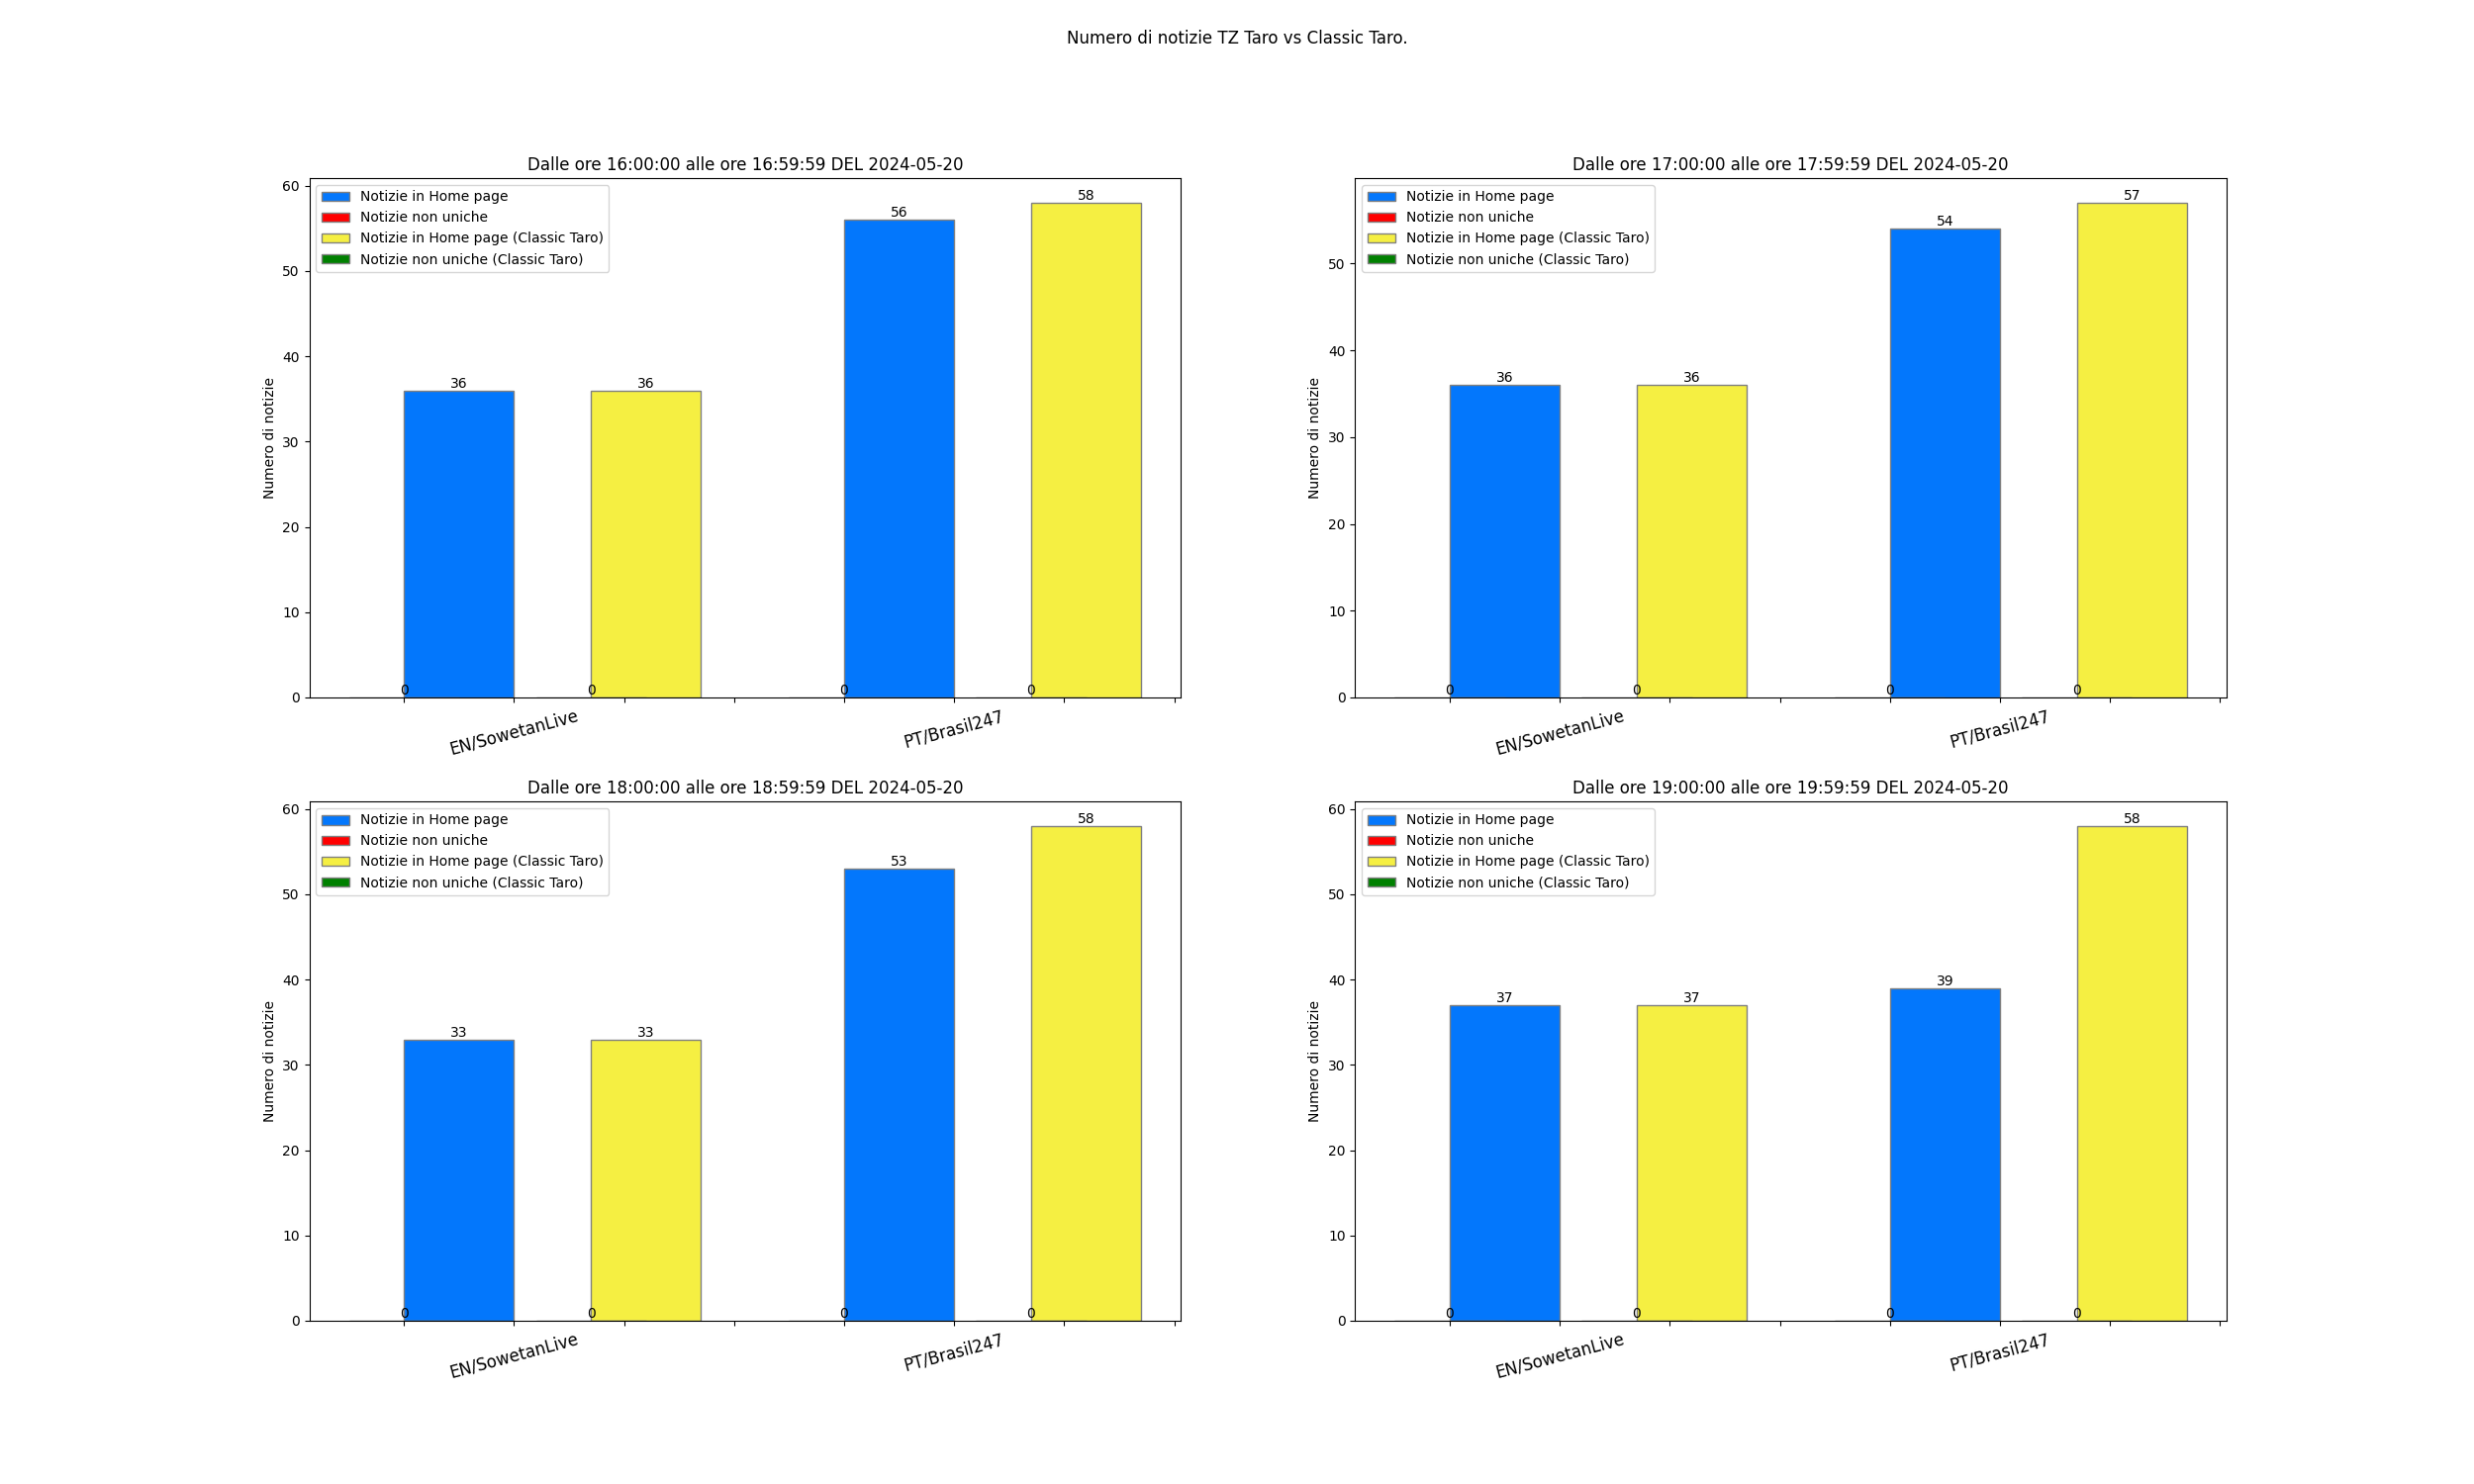 Numero di notizie TZ Taro vs Classic Taro.
Dalle ore 16:00:00 alle ore 16:59:59 DEL 2024-05-20
Notizie in Home page
Notizie non uniche
Notizie in Home page (Classic Taro)
Notizie non uniche (Classic Taro)
Numero di notizie
60
50
40
30
20
10
0
36
36
56
58
0
0
0
0
EN/SowetanLive
PT/Brasil247
Dalle ore 17:00:00 alle ore 17:59:59 DEL 2024-05-20
Notizie in Home page
Notizie non uniche
Notizie in Home page (Classic Taro)
Notizie non uniche (Classic Taro)
Numero di notizie
50
40
30
20
10
0
36
36
54
57
0
0
0
0
EN/SowetanLive
PT/Brasil247
Dalle ore 18:00:00 alle ore 18:59:59 DEL 2024-05-20
Notizie in Home page
Notizie non uniche
Notizie in Home page (Classic Taro)
Notizie non uniche (Classic Taro)
Numero di notizie
60
50
40
30
20
10
0
33
33
53
58
0
0
0
0
EN/SowetanLive
PT/Brasil247
Dalle ore 19:00:00 alle ore 19:59:59 DEL 2024-05-20
Notizie in Home page
Notizie non uniche
Notizie in Home page (Classic Taro)
Notizie non uniche (Classic Taro)
Numero di notizie
60
50
40
30
20
10
0
37
37
39
58
0
0
0
0
EN/SowetanLive
PT/Brasil247